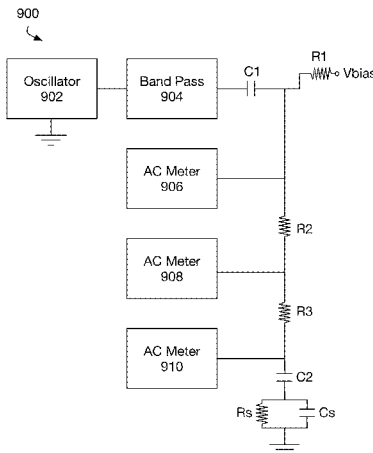 900
R1
Vbias
C1
Oscillator
902
Band Pass
904
AC Meter
906
R2
AC Meter
908
R3
AC Meter
910
C2
Rs
Cs